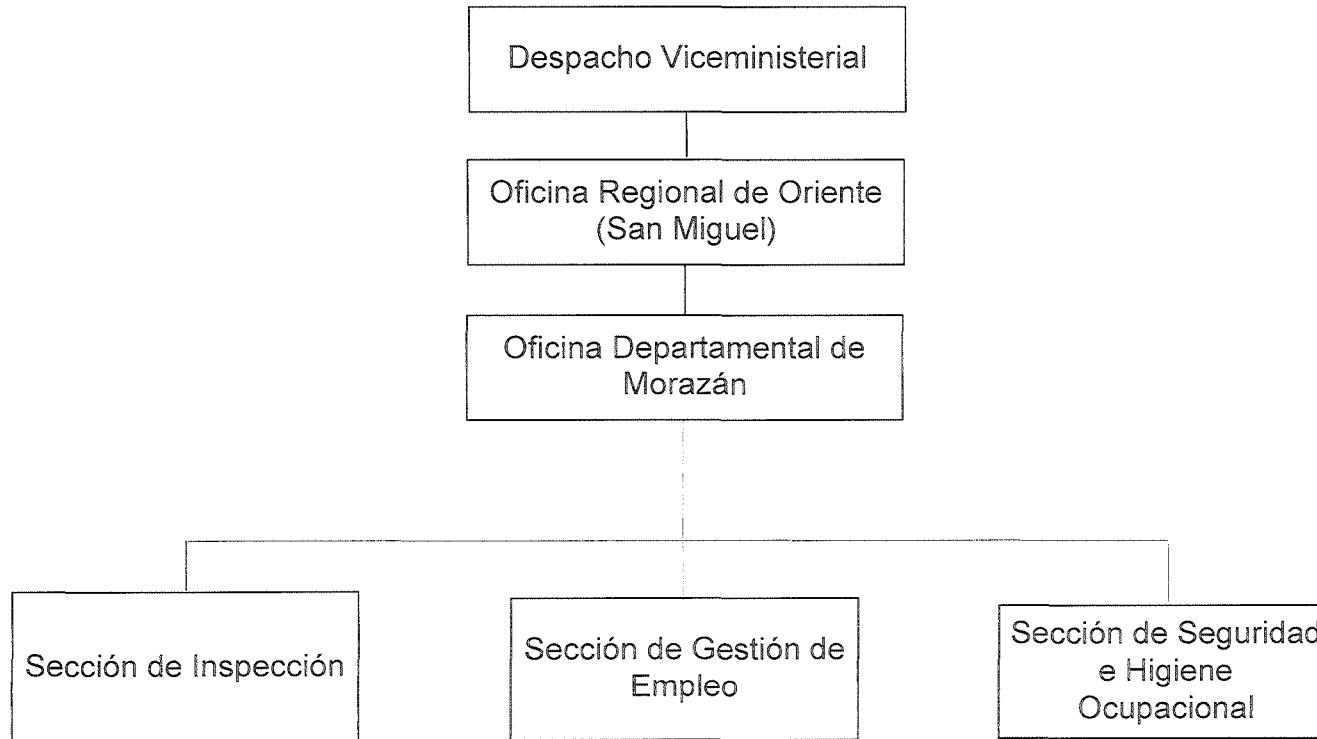 Despacho Viceministerial
Oficina Regional de Oriente
(San Miguel)
Oficina Departamental de
Morazán
Sección de Inspección
Sección de Gestión de
Empleo
Sección de Seguridad
e Higiene
Ocupacional